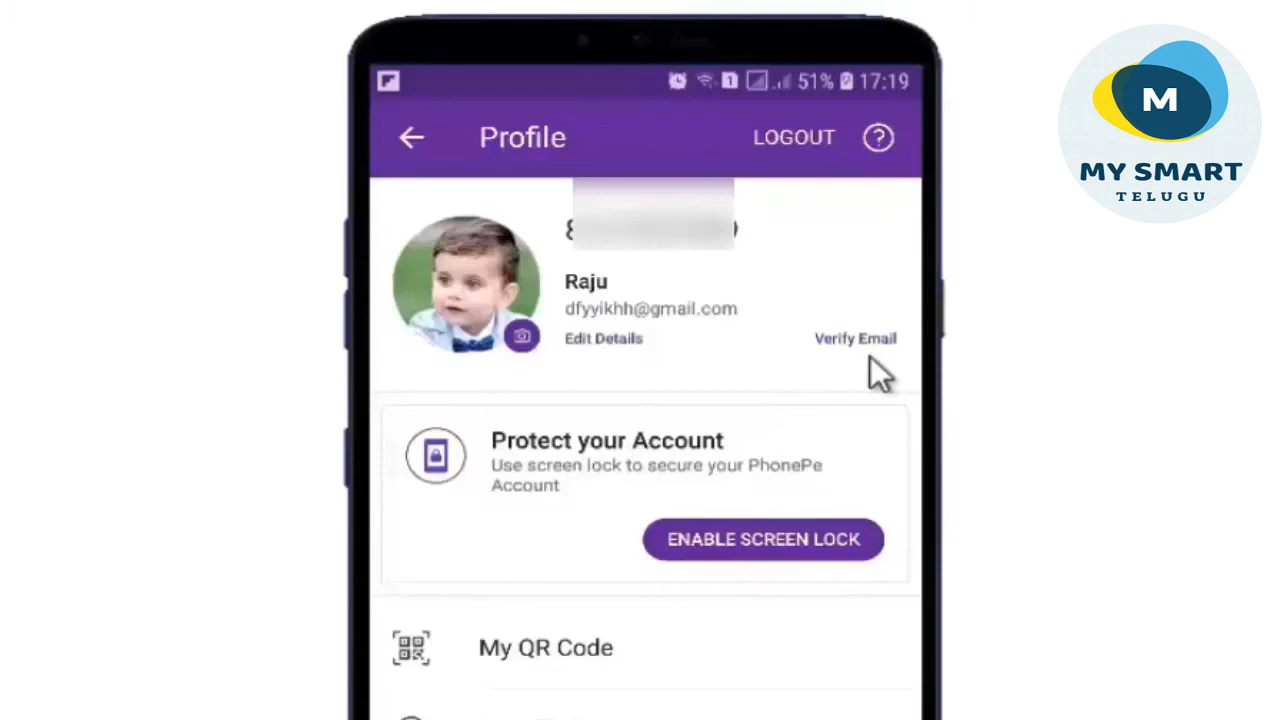 1 51% 17:19
Profile LOGOUT ?
Raju
dfyyikhh@gmail.com
Edit Details Verify Email
Protect your Account
Use screen lock to secure your PhonePe
Account
ENABLE SCREEN LOCK
My QR Code
M
MY SMART
TELUGU